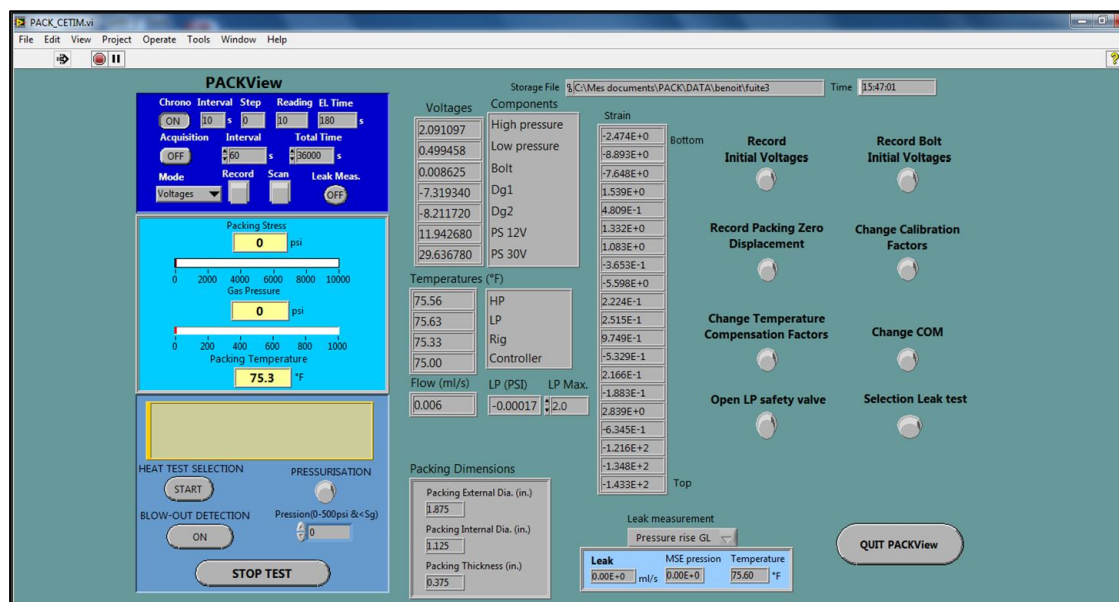 PACK_CETIM.vi
File Edit View Project Operate Tools Window Help
PACKView
Chrono Interval Step Reading El. Time
ON 10 s 0 10 180 s
Acquisition Interval Total Time
OFF 60 s 36000 s
Mode Record Scan Leak Meas.
Voltages OFF
Packing Stress
0 psi
0 2000 4000 6000 8000 10000
Gas Pressure
0 psi
0 200 400 600 800 1000
Packing Temperature
75.3 °F
HEAT TEST SELECTION PRESSURISATION
START
BLOW-OUT DETECTION Pression(0-500psi &<Sg)
ON 0
STOP TEST
Storage File C:\Mes documents\PACK\DATA\benoit\fuite3 Time 15:47:01
Voltages Components
2.091097 High pressure
0.499458 Low pressure
0.008625 Bolt
-7.319340 Dg1
-8.211720 Dg2
11.942680 PS 12V
29.636780 PS 30V
Temperatures (°F)
75.56 HP
75.63 LP
75.33 Rig
75.00 Controller
Flow (ml/s) LP (PSI) LP Max.
0.006 -0.00017 2.0
Packing Dimensions
Packing External Dia. (in.)
1.875
Packing Internal Dia. (in.)
1.125
Packing Thickness (in.)
0.375
Strain
-2.474E+0 Bottom
-8.893E+0
-7.648E+0
1.539E+0
4.809E-1
1.332E+0
1.083E+0
-3.653E-1
-5.598E+0
2.224E-1
2.515E-1
9.749E-1
-5.329E-1
2.166E-1
-1.883E-1
2.839E+0
-6.345E-1
-1.216E+2
-1.348E+2
-1.433E+2 Top
Leak measurement
Pressure rise GL
Leak MSE pression Temperature
0.00E+0 ml/s 0.00E+0 75.60 °F
Record Initial Voltages
Record Bolt Initial Voltages
Record Packing Zero Displacement
Change Calibration Factors
Change Temperature Compensation Factors
Change COM
Open LP safety valve
Selection Leak test
QUIT PACKView